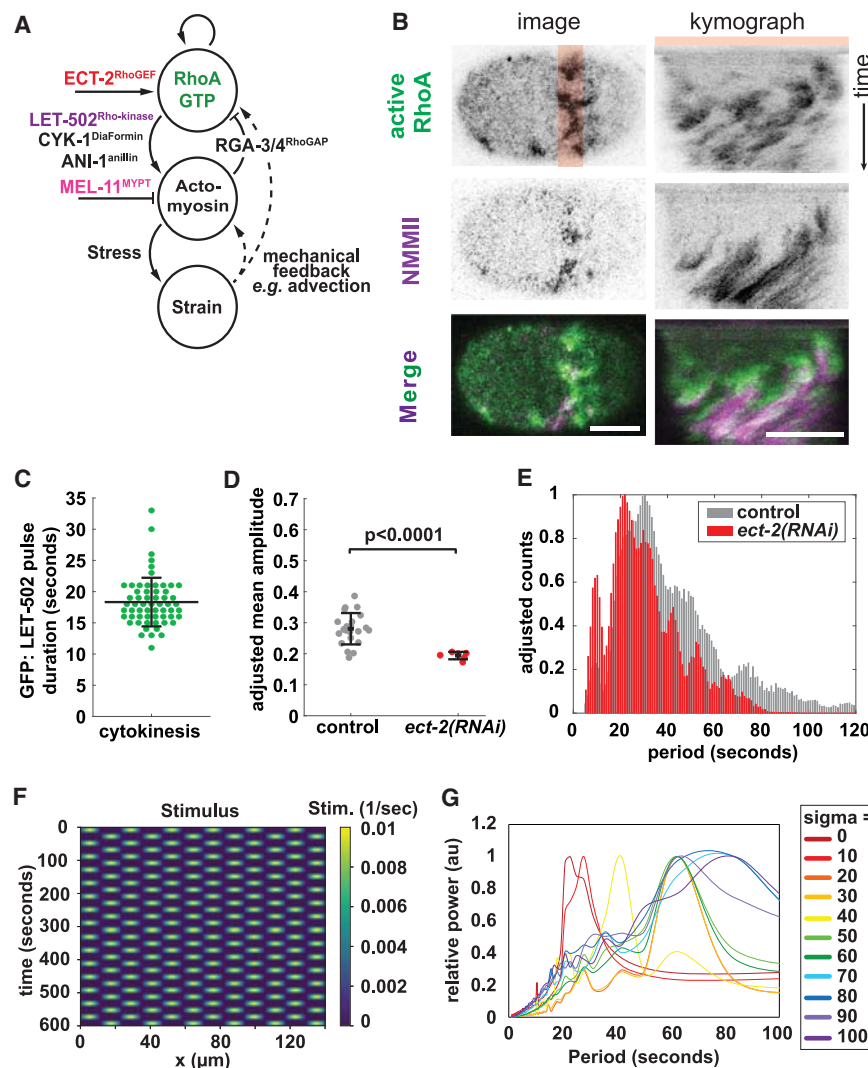 A
ECT-2RhoGEF
RhoA
GTP
LET-502Rho-kinase
CYK-1DiaFormin
ANI-1anillin
RGA-3/4RhoGAP
MEL-11MYPT
Acto-
myosin
Stress
mechanical
feedback
e.g. advection
Strain
B
image
kymograph
active
RhoA
time
NMMII
Merge
C
GFP: LET-502 pulse
duration (seconds)
35
30
25
20
15
10
5
0
cytokinesis
D
adjusted mean amplitude
0.7
0.6
0.5
0.4
0.3
0.2
0.1
0
p<0.0001
control
ect-2(RNAi)
E
adjusted counts
1
0.8
0.6
0.4
0.2
0
control
ect-2(RNAi)
0 20 40 60 80 100 120
period (seconds)
F
Stimulus
Stim. (1/sec)
time (seconds)
0
100
200
300
400
500
600
0 40 80 120
x (µm)
0.01
0.008
0.006
0.004
0.002
0
G
relative power (au)
1.2
1
0.8
0.6
0.4
0.2
0
0 20 40 60 80 100
Period (seconds)
sigma =
0
10
20
30
40
50
60
70
80
90
100